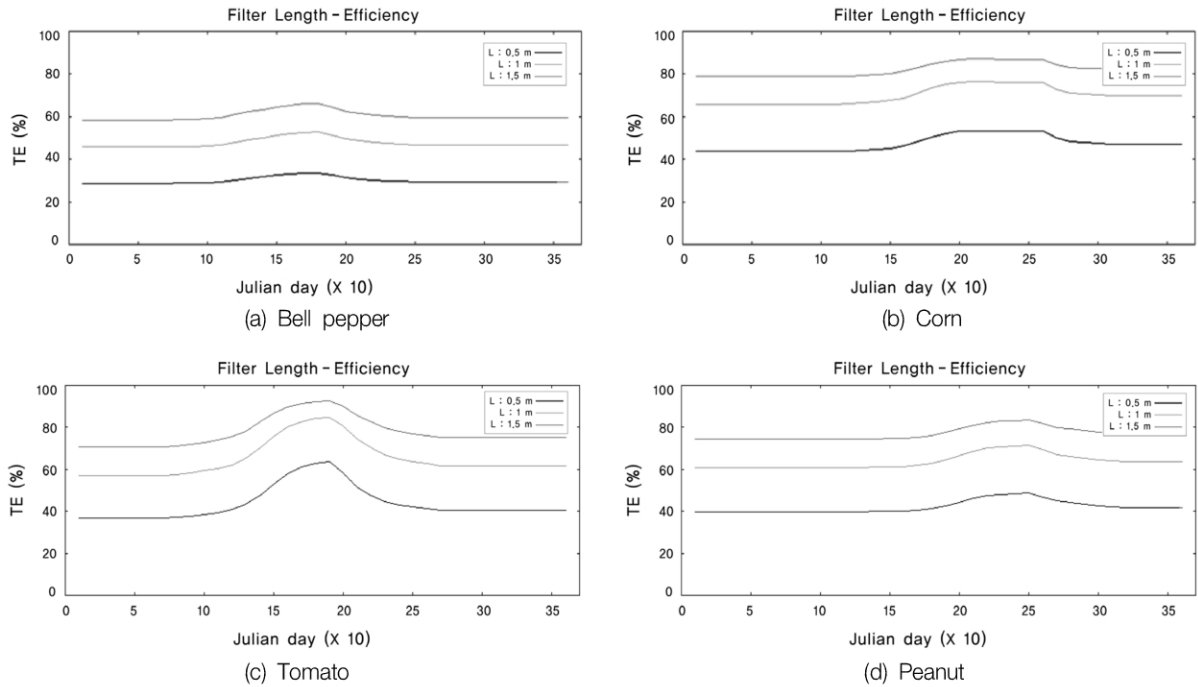 Filter Length - Efficiency
100
80
60
40
20
0
TE (%)
L : 0.5 m
L : 1 m
L : 1.5 m
0 5 10 15 20 25 30 35
Julian day (X 10)
(a) Bell pepper
Filter Length - Efficiency
100
80
60
40
20
0
TE (%)
L : 0.5 m
L : 1 m
L : 1.5 m
0 5 10 15 20 25 30 35
Julian day (X 10)
(b) Corn
Filter Length - Efficiency
100
80
60
40
20
0
TE (%)
L : 0.5 m
L : 1 m
L : 1.5 m
0 5 10 15 20 25 30 35
Julian day (X 10)
(c) Tomato
Filter Length - Efficiency
100
80
60
40
20
0
TE (%)
L : 0.5 m
L : 1 m
L : 1.5 m
0 5 10 15 20 25 30 35
Julian day (X 10)
(d) Peanut